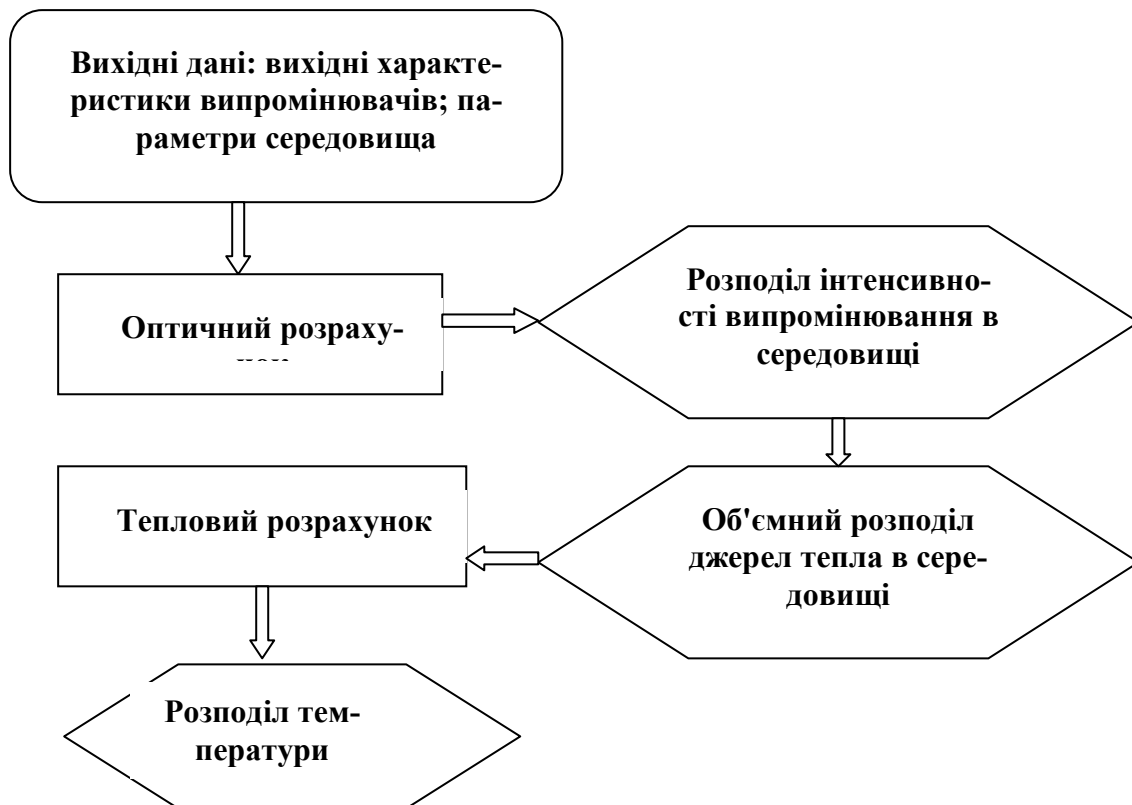 Вихідні дані: вихідні характе-
ристики випромінювачів; па-
раметри середовища
Оптичний розраху-
Розподіл інтенсивно-
сті випромінювання в
середовищі
Тепловий розрахунок
Об'ємний розподіл
джерел тепла в сере-
довищі
Розподіл тем-
ператури